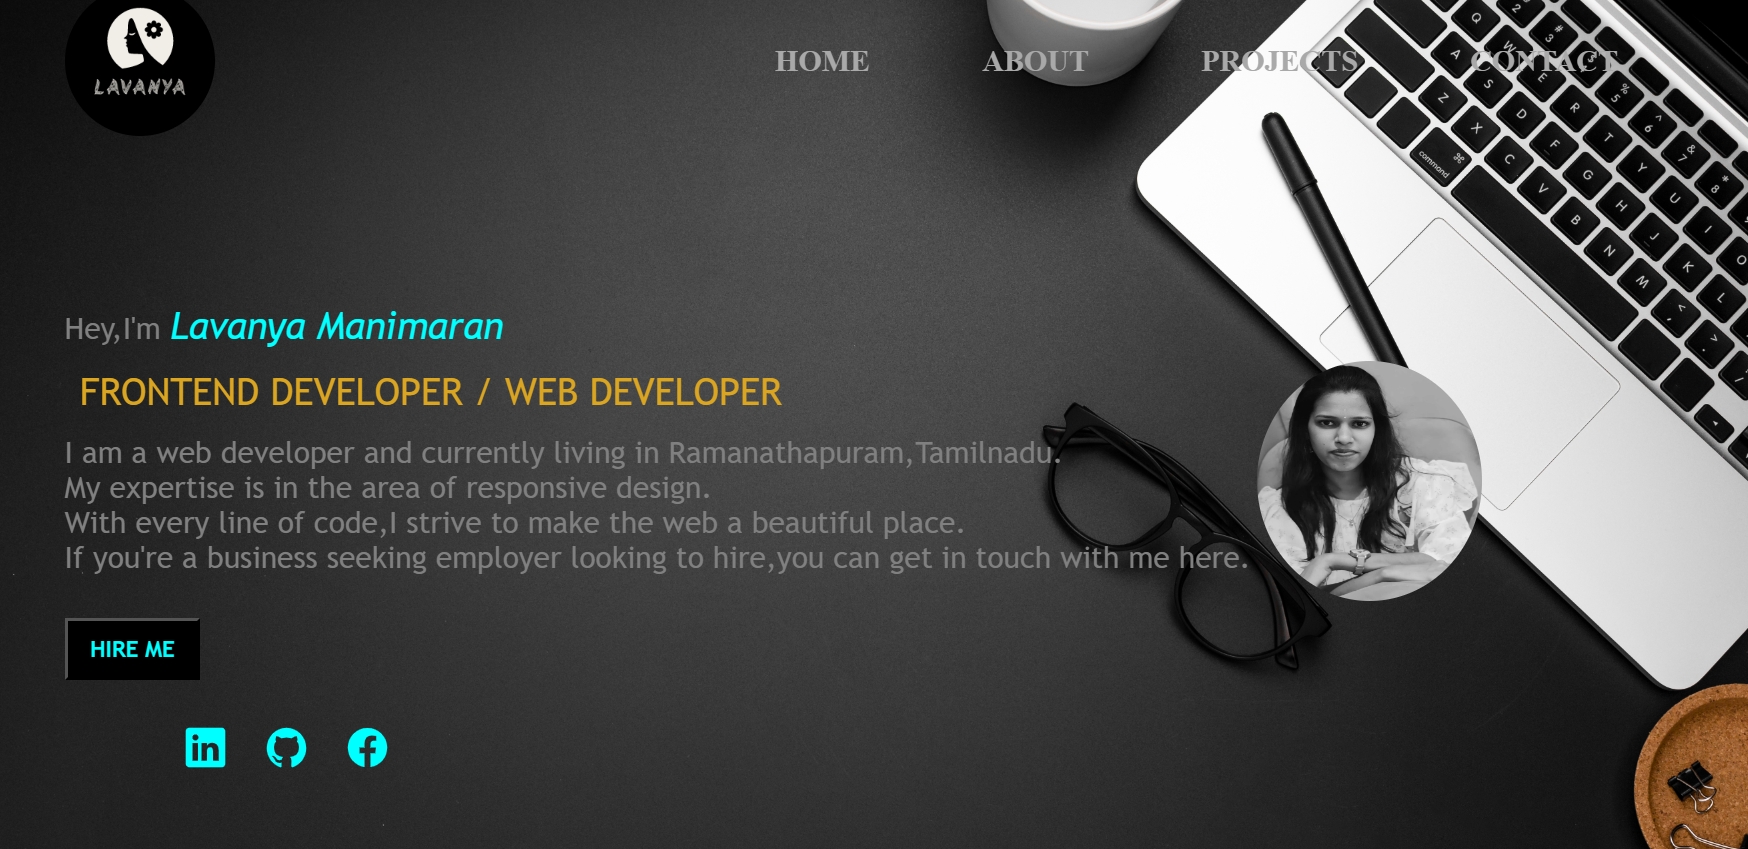 LAVANYA
HOME ABOUT PROJECTS CONTACT
Hey,I'm Lavanya Manimaran
FRONTEND DEVELOPER / WEB DEVELOPER
I am a web developer and currently living in Ramanathapuram,Tamilnadu.
My expertise is in the area of responsive design.
With every line of code,I strive to make the web a beautiful place.
If you're a business seeking employer looking to hire,you can get in touch with me here.
HIRE ME
in
command